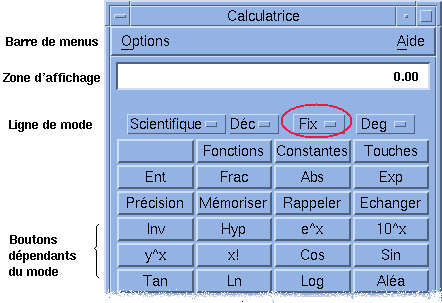 Calculatrice
Barre de menus
Options Aide
Zone d'affichage
0.00
Ligne de mode
Scientifique Déc Fix Deg
Fonctions Constantes Touches
Ent Frac Abs Exp
Précision Mémoriser Rappeler Echanger
Boutons
dépendants
du mode
Inv Hyp e^x 10^x
y^x x! Cos Sin
Tan Ln Log Aléa